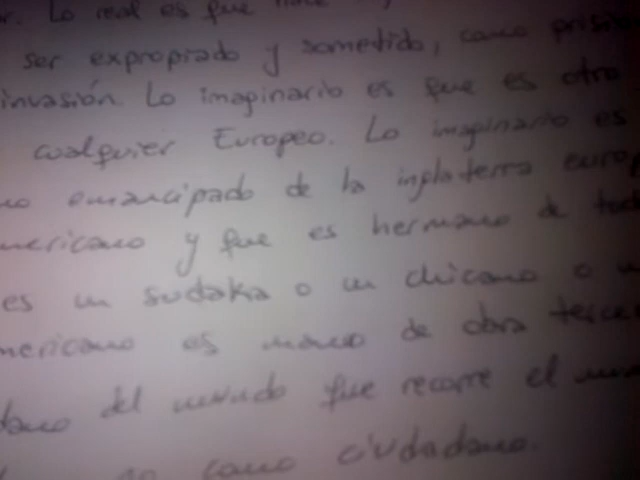 Lo real es que
ser expropiado y sometido, como
invasión. Lo imaginario es que es otro
cualquier Europeo. Lo imaginario es
emancipado de la inglaterra
mericano y que es hermano de
es un sudaka o un chicano o
mericano es mano de obra
dano del mundo que recorre el
como ciudadano.